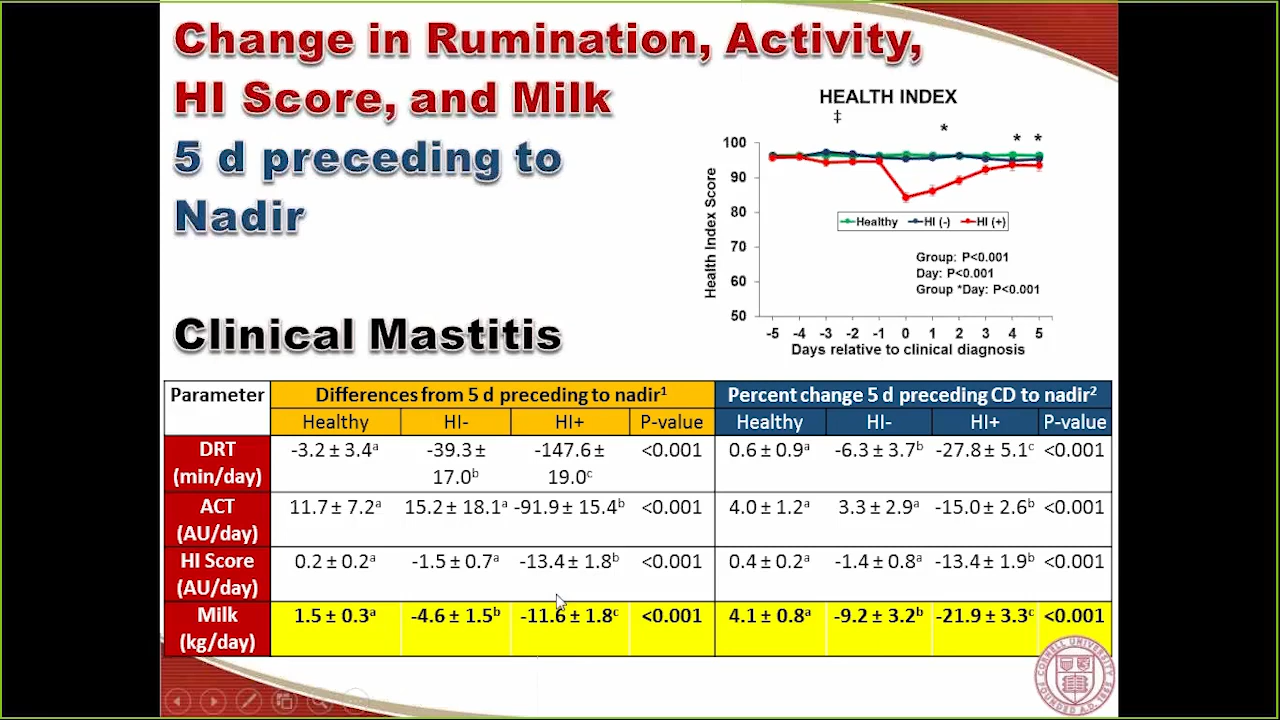 Change in Rumination, Activity,
HI Score, and Milk
5 d preceding to
Nadir
Clinical Mastitis
HEALTH INDEX
‡
*
* *
Health Index Score
100
90
80
70
60
50
Healthy HI (-) HI (+)
Group: P<0.001
Day: P<0.001
Group *Day: P<0.001
-5 -4 -3 -2 -1 0 1 2 3 4 5
Days relative to clinical diagnosis
Parameter Differences from 5 d preceding to nadir¹ Percent change 5 d preceding CD to nadir²
Healthy HI- HI+ P-value Healthy HI- HI+ P-value
DRT -3.2 ± 3.4ᵃ -39.3 ± -147.6 ± <0.001 0.6 ± 0.9ᵃ -6.3 ± 3.7ᵇ -27.8 ± 5.1ᶜ <0.001
(min/day) 17.0ᵇ 19.0ᶜ
ACT 11.7 ± 7.2ᵃ 15.2 ± 18.1ᵃ -91.9 ± 15.4ᵇ <0.001 4.0 ± 1.2ᵃ 3.3 ± 2.9ᵃ -15.0 ± 2.6ᵇ <0.001
(AU/day)
HI Score 0.2 ± 0.2ᵃ -1.5 ± 0.7ᵃ -13.4 ± 1.8ᵇ <0.001 0.4 ± 0.2ᵃ -1.4 ± 0.8ᵃ -13.4 ± 1.9ᵇ <0.001
(AU/day)
Milk 1.5 ± 0.3ᵃ -4.6 ± 1.5ᵇ -11.6 ± 1.8ᶜ <0.001 4.1 ± 0.8ᵃ -9.2 ± 3.2ᵇ -21.9 ± 3.3ᶜ <0.001
(kg/day)
CORNELL UNIVERSITY
FOUNDED A.D. 1865